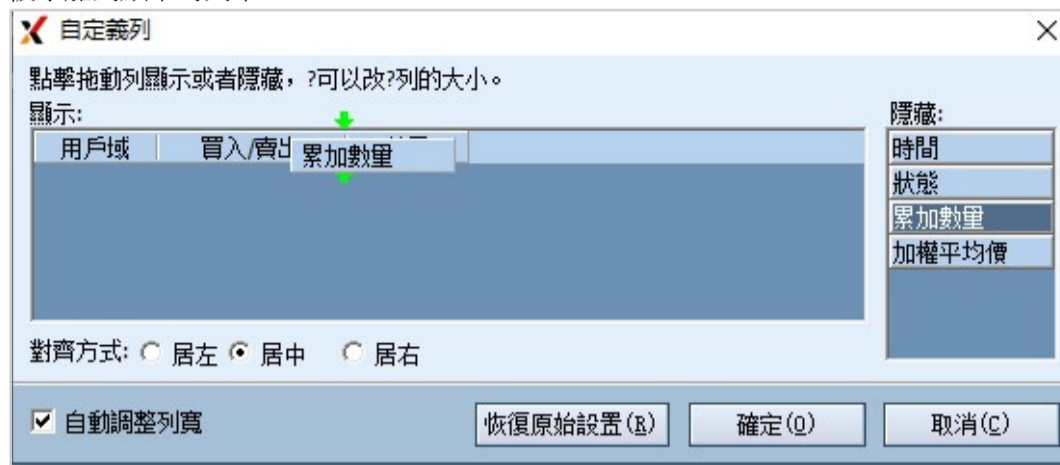 自定義列
點擊拖動列顯示或者隱藏，?可以改?列的大小。
顯示:
隱藏:
用戶域 買入/賣出
累加數量
時間
狀態
累加數量
加權平均價
對齊方式: 居左 居中 居右
自動調整列寬 恢復原始設置(R) 確定(O) 取消(C)